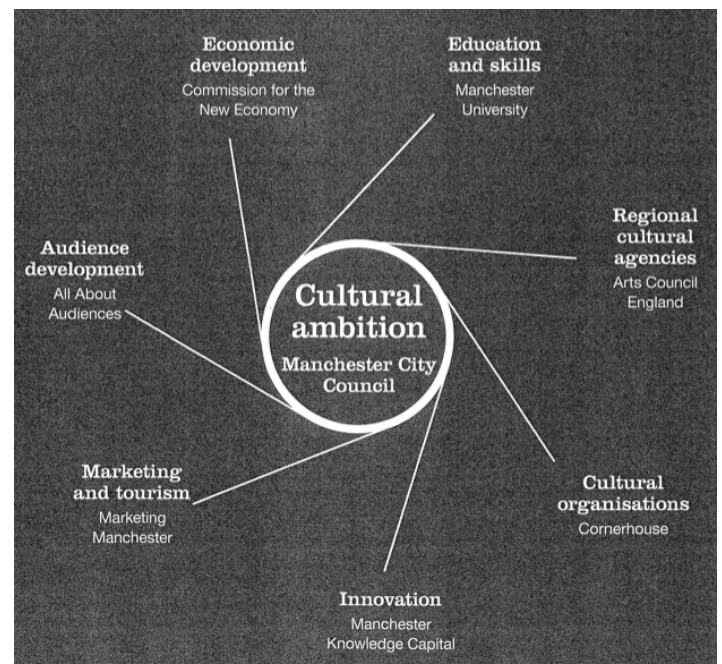 Economic
development
Commission for the
New Economy
Education
and skills
Manchester
University
Regional
cultural
agencies
Arts Council
England
Audience
development
All About
Audiences
Cultural
ambition
Manchester City
Council
Marketing
and tourism
Marketing
Manchester
Cultural
organisations
Cornerhouse
Innovation
Manchester
Knowledge Capital